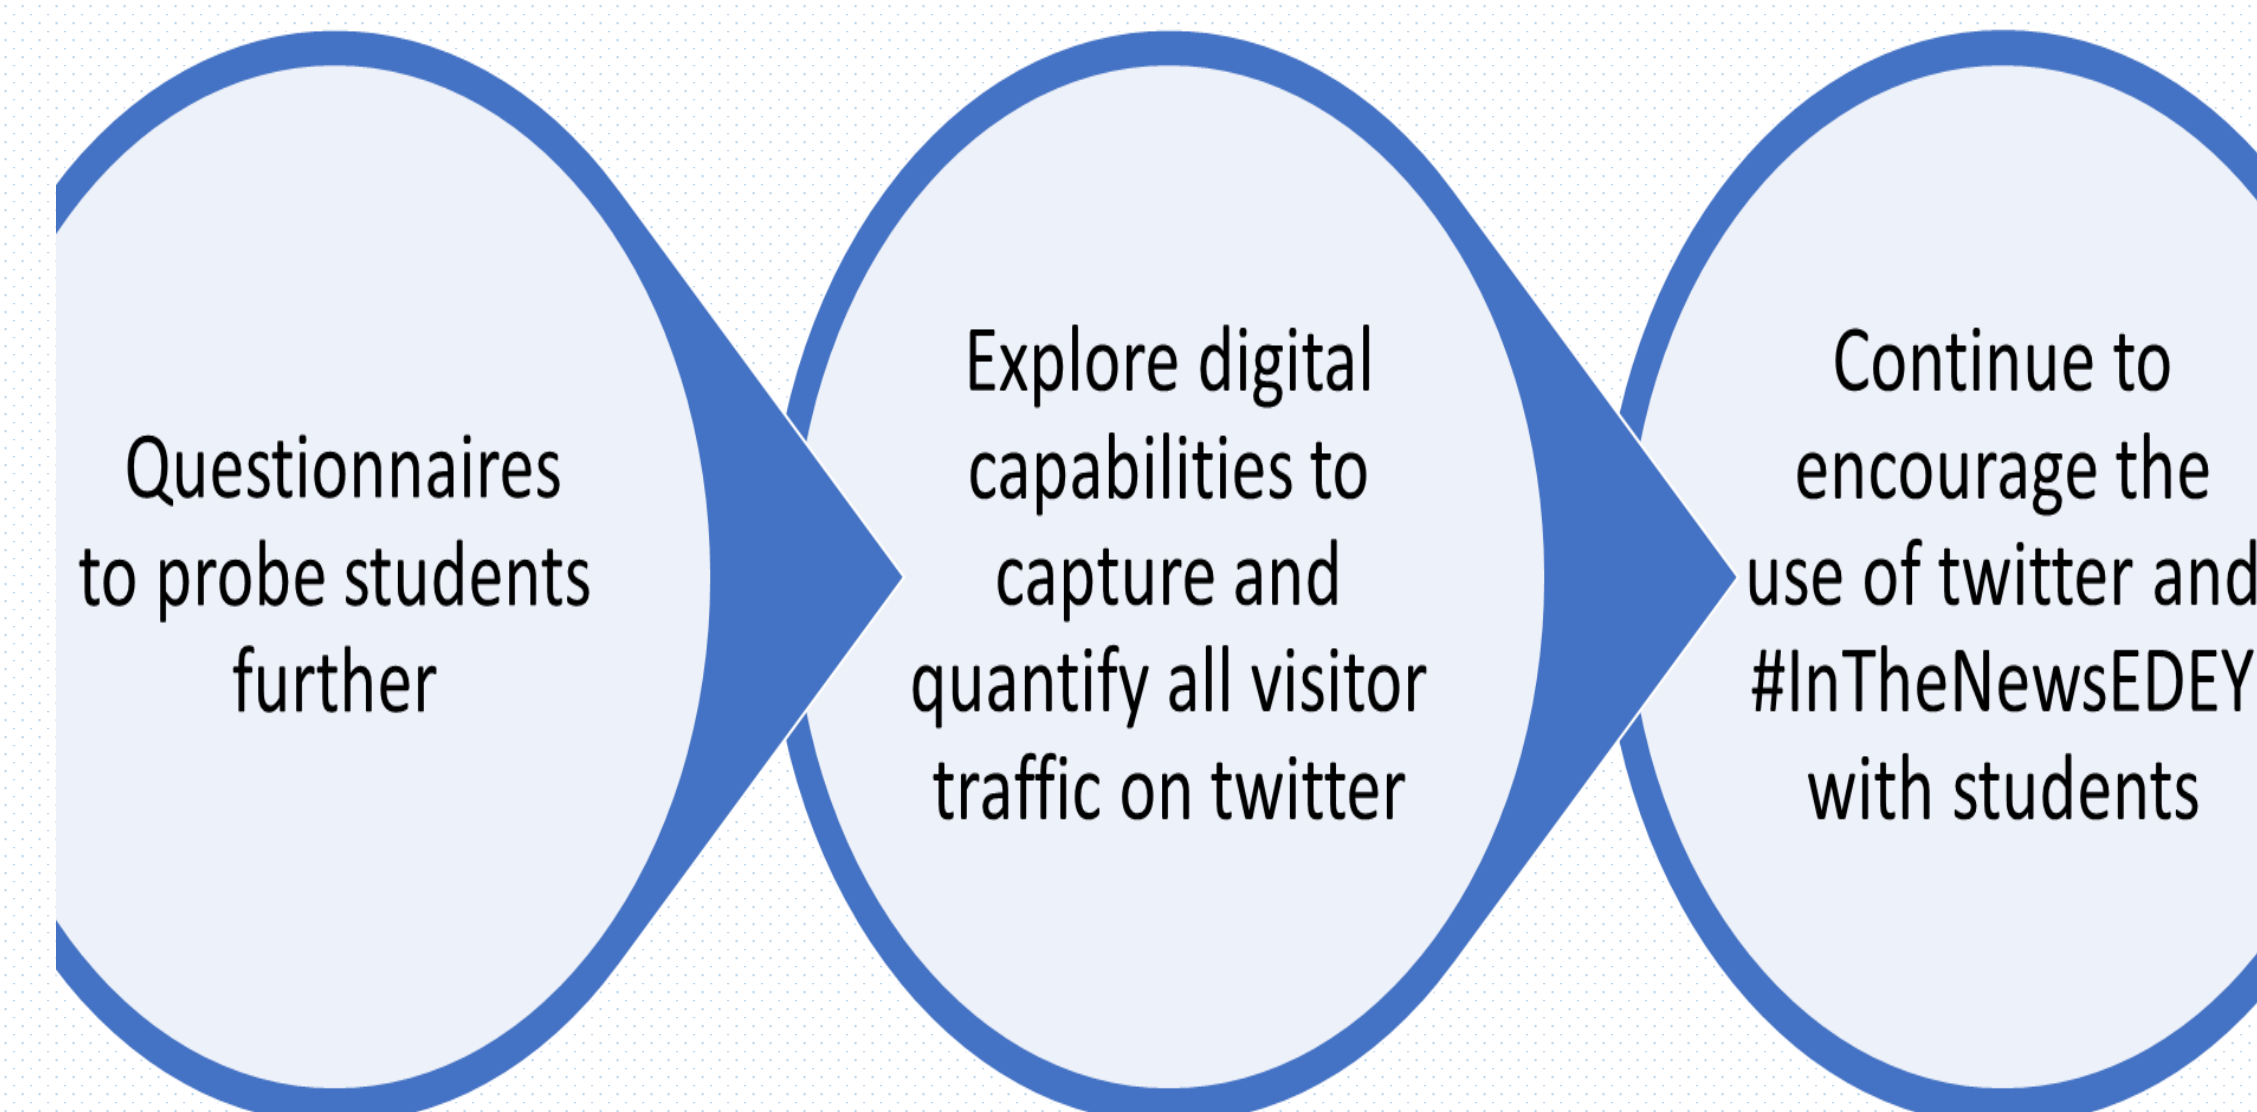 Questionnaires
to probe students
further
Explore digital
capabilities to
capture and
quantify all visitor
traffic on twitter
Continue to
encourage the
use of twitter and
#InTheNewsEDEY
with students